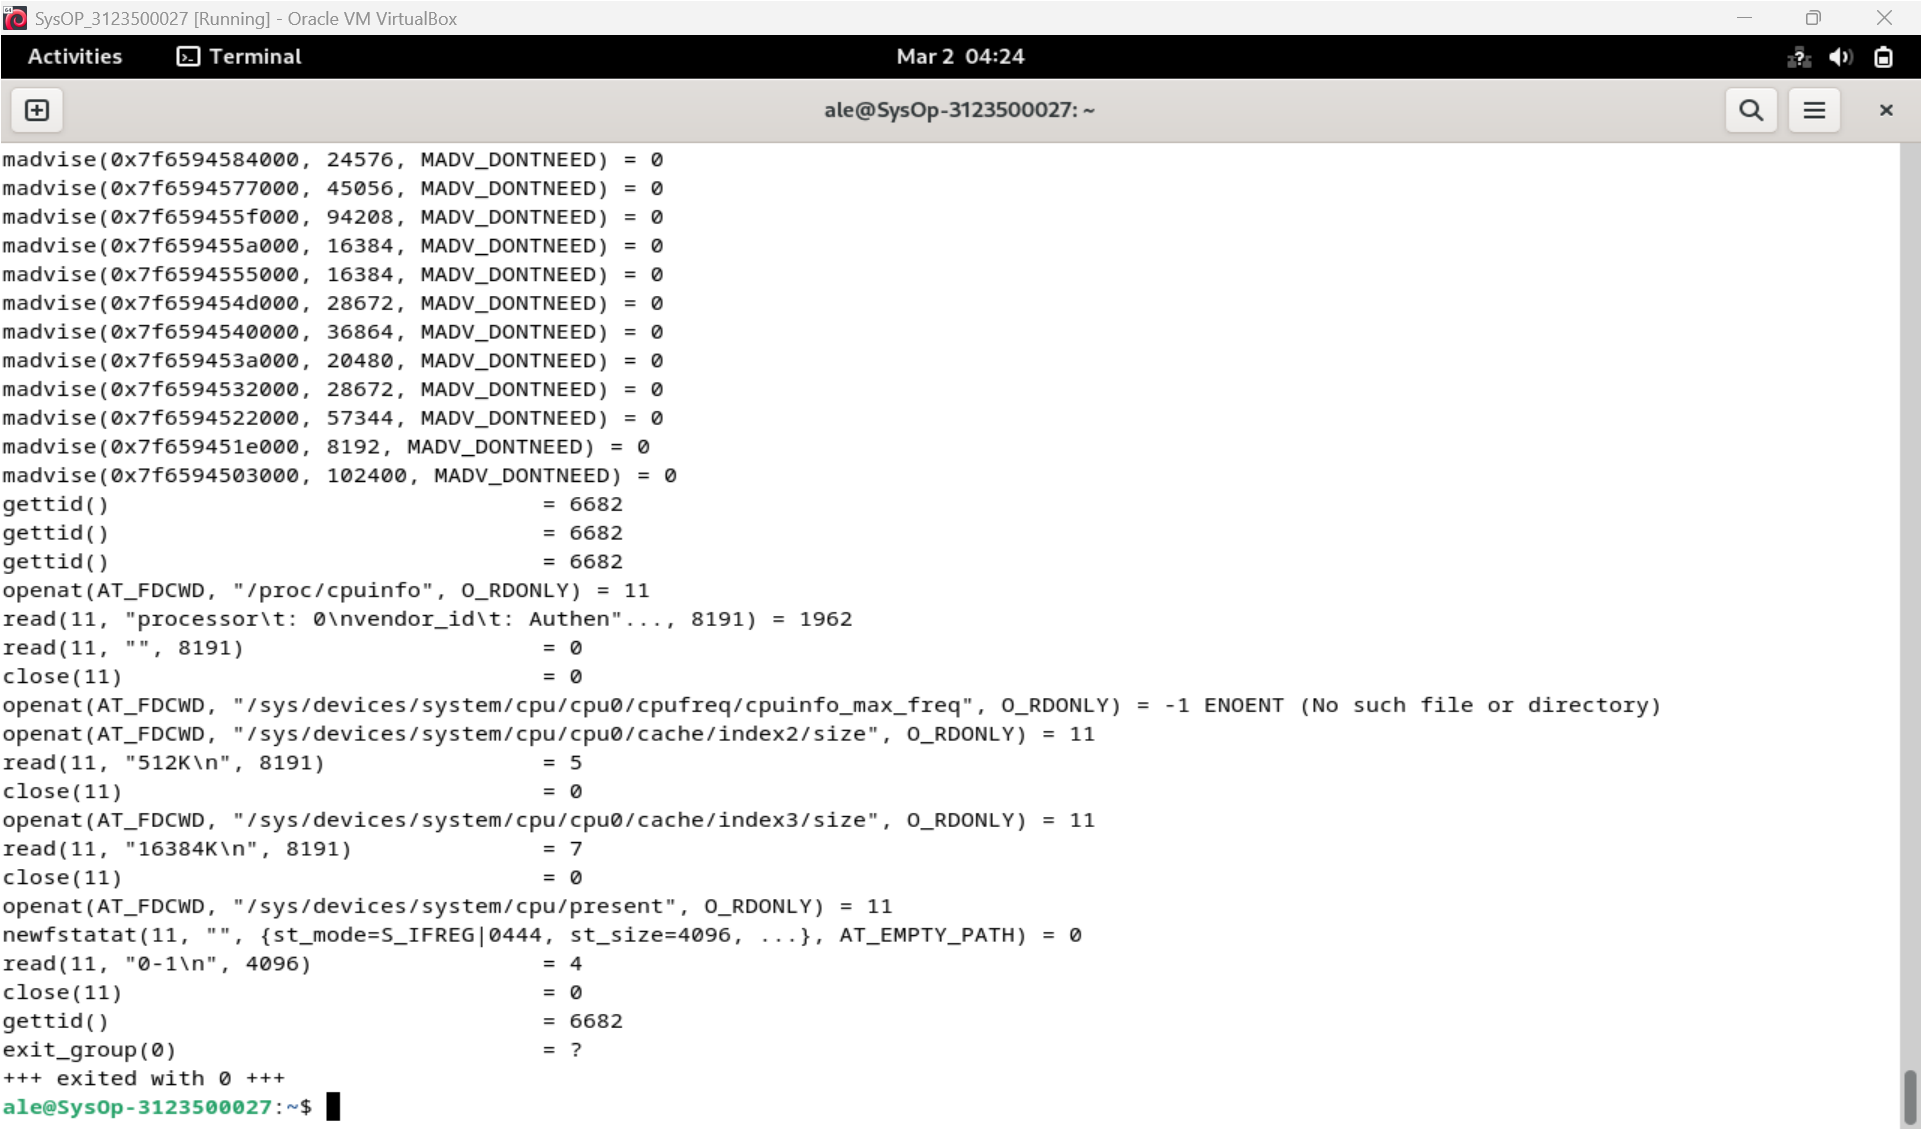 SysOP_3123500027 [Running] - Oracle VM VirtualBox
Activities Terminal Mar 2 04:24
ale@SysOp-3123500027: ~
madvise(0x7f6594584000, 24576, MADV_DONTNEED) = 0
madvise(0x7f6594577000, 45056, MADV_DONTNEED) = 0
madvise(0x7f659455f000, 94208, MADV_DONTNEED) = 0
madvise(0x7f659455a000, 16384, MADV_DONTNEED) = 0
madvise(0x7f6594555000, 16384, MADV_DONTNEED) = 0
madvise(0x7f659454d000, 28672, MADV_DONTNEED) = 0
madvise(0x7f6594540000, 36864, MADV_DONTNEED) = 0
madvise(0x7f659453a000, 20480, MADV_DONTNEED) = 0
madvise(0x7f6594532000, 28672, MADV_DONTNEED) = 0
madvise(0x7f6594522000, 57344, MADV_DONTNEED) = 0
madvise(0x7f659451e000, 8192, MADV_DONTNEED) = 0
madvise(0x7f6594503000, 102400, MADV_DONTNEED) = 0
gettid() = 6682
gettid() = 6682
gettid() = 6682
openat(AT_FDCWD, "/proc/cpuinfo", O_RDONLY) = 11
read(11, "processor\t: 0\nvendor_id\t: Authen"..., 8191) = 1962
read(11, "", 8191) = 0
close(11) = 0
openat(AT_FDCWD, "/sys/devices/system/cpu/cpu0/cpufreq/cpuinfo_max_freq", O_RDONLY) = -1 ENOENT (No such file or directory)
openat(AT_FDCWD, "/sys/devices/system/cpu/cpu0/cache/index2/size", O_RDONLY) = 11
read(11, "512K\n", 8191) = 5
close(11) = 0
openat(AT_FDCWD, "/sys/devices/system/cpu/cpu0/cache/index3/size", O_RDONLY) = 11
read(11, "16384K\n", 8191) = 7
close(11) = 0
openat(AT_FDCWD, "/sys/devices/system/cpu/present", O_RDONLY) = 11
newfstatat(11, "", {st_mode=S_IFREG|0444, st_size=4096, ...}, AT_EMPTY_PATH) = 0
read(11, "0-1\n", 4096) = 4
close(11) = 0
gettid() = 6682
exit_group(0) = ?
+++ exited with 0 +++
ale@SysOp-3123500027:~$